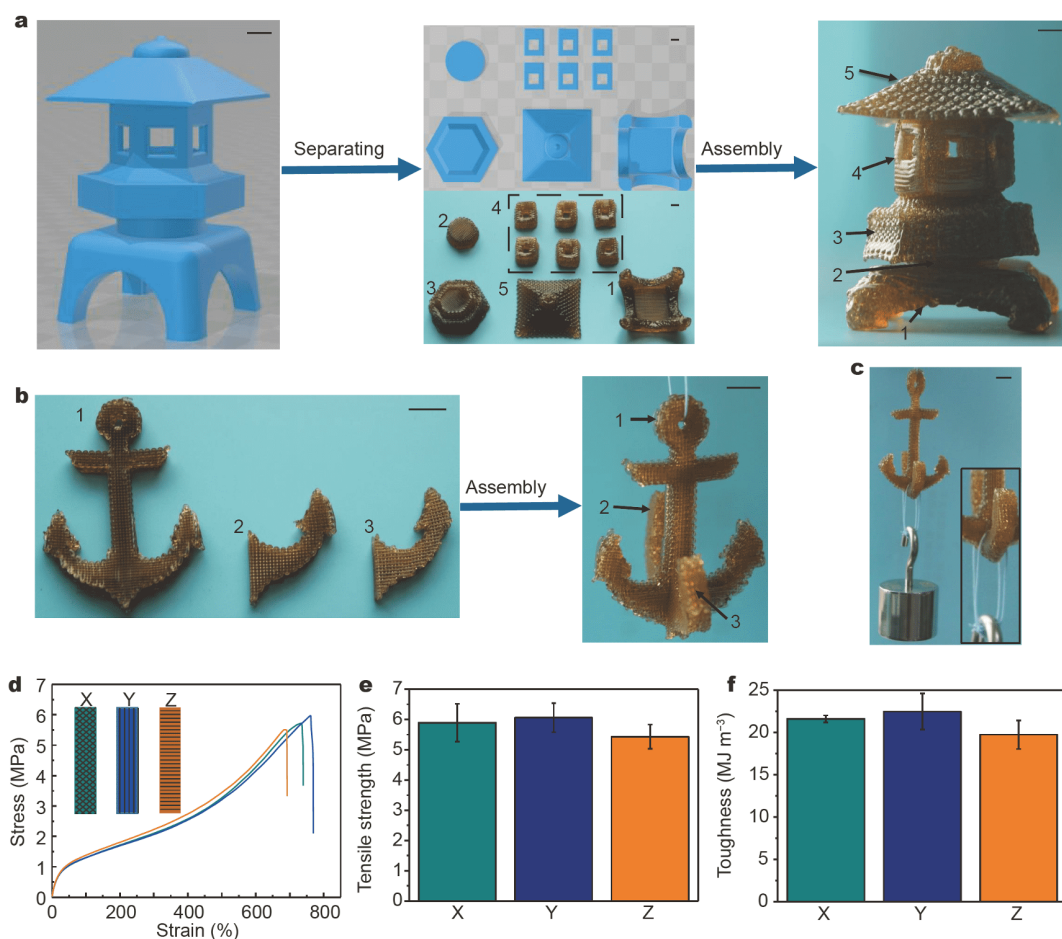 a
Separating
Assembly
4
2
3
5
1
5
4
3
2
1
b
1
2
3
Assembly
1
2
3
c
d
Stress (MPa)
7
6
5
4
3
2
1
0
X Y Z
0 200 400 600 800
Strain (%)
e
Tensile strength (MPa)
7
6
5
4
3
2
1
0
X Y Z
f
Toughness (MJ m⁻³)
25
20
15
10
5
0
X Y Z